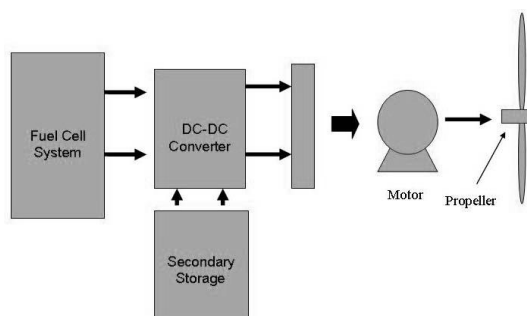 Fuel Cell
System
DC-DC
Converter
Secondary
Storage
Motor
Propeller